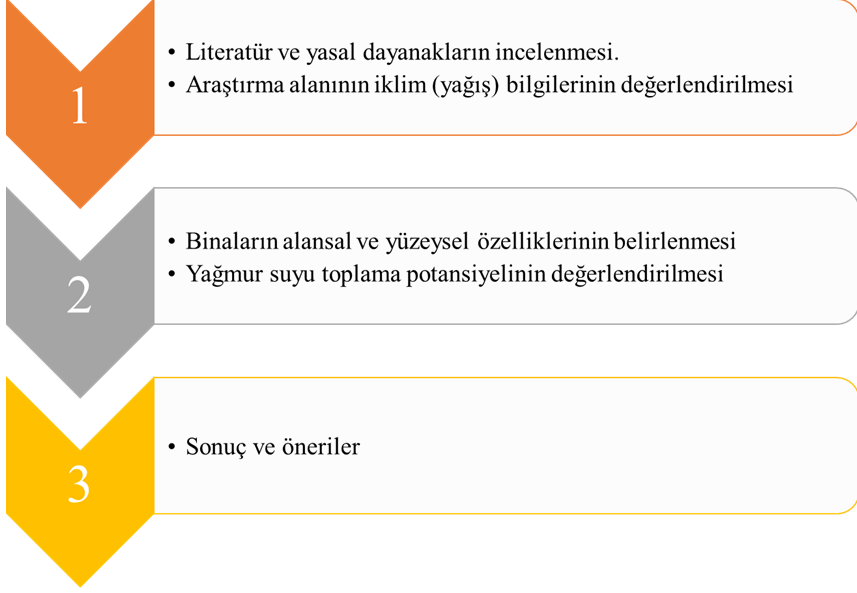 1
• Literatür ve yasal dayanakların incelenmesi.
• Araştırma alanının iklim (yağış) bilgilerinin değerlendirilmesi
2
• Binaların alansal ve yüzeysel özelliklerinin belirlenmesi
• Yağmur suyu toplama potansiyelinin değerlendirilmesi
3
• Sonuç ve öneriler